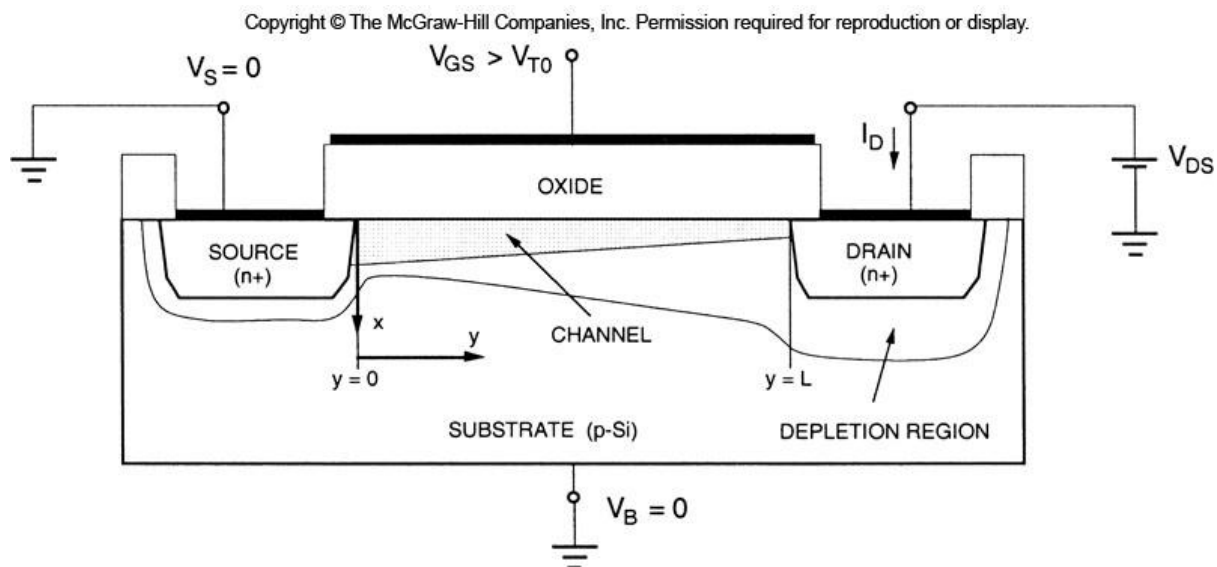 Copyright © The McGraw-Hill Companies, Inc. Permission required for reproduction or display.
V_S = 0
V_GS > V_T0
I_D
V_DS
OXIDE
SOURCE
(n+)
DRAIN
(n+)
x
y
CHANNEL
y = 0
y = L
SUBSTRATE (p-Si)
DEPLETION REGION
V_B = 0